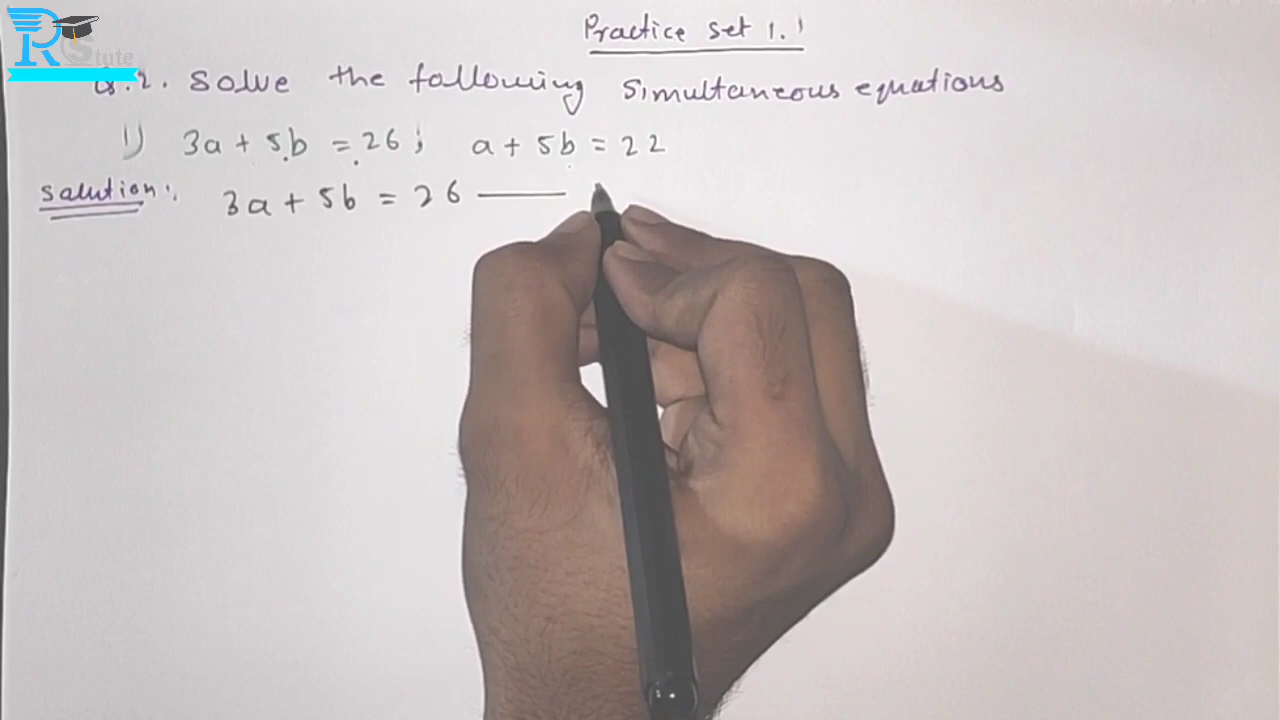 RStute
Practice Set 1.1
Q.2. Solve the following simultaneous equations
1) 3a + 5b = 26; a + 5b = 22
Solution:. 3a + 5b = 26 ——